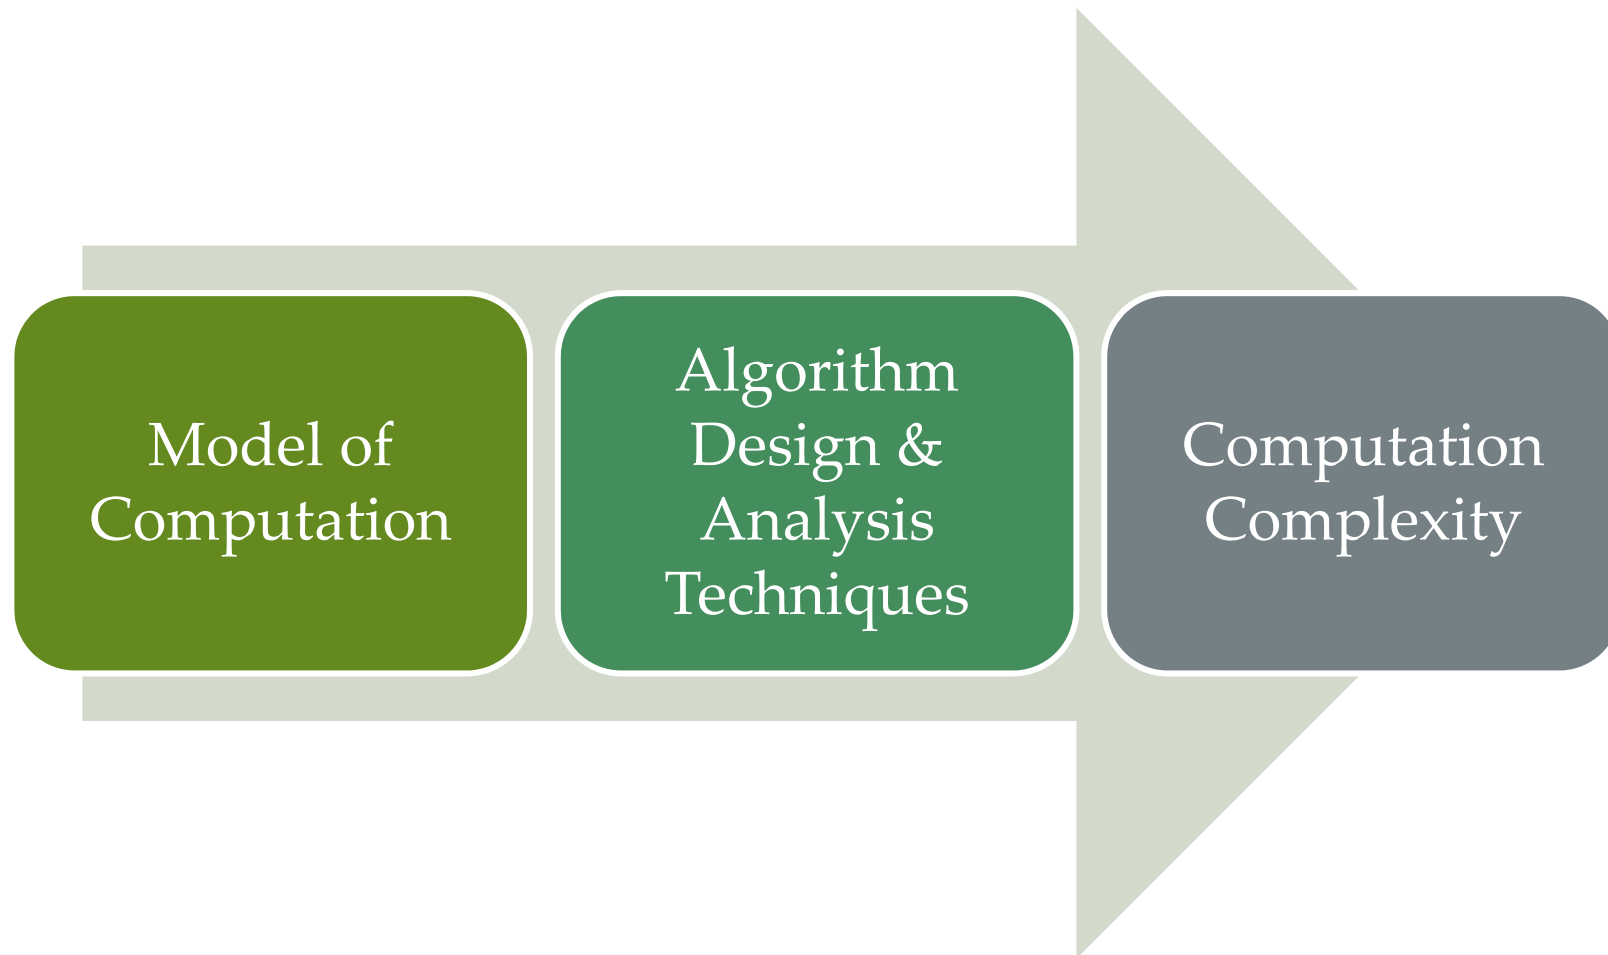 Model of
Computation
Algorithm
Design &
Analysis
Techniques
Computation
Complexity